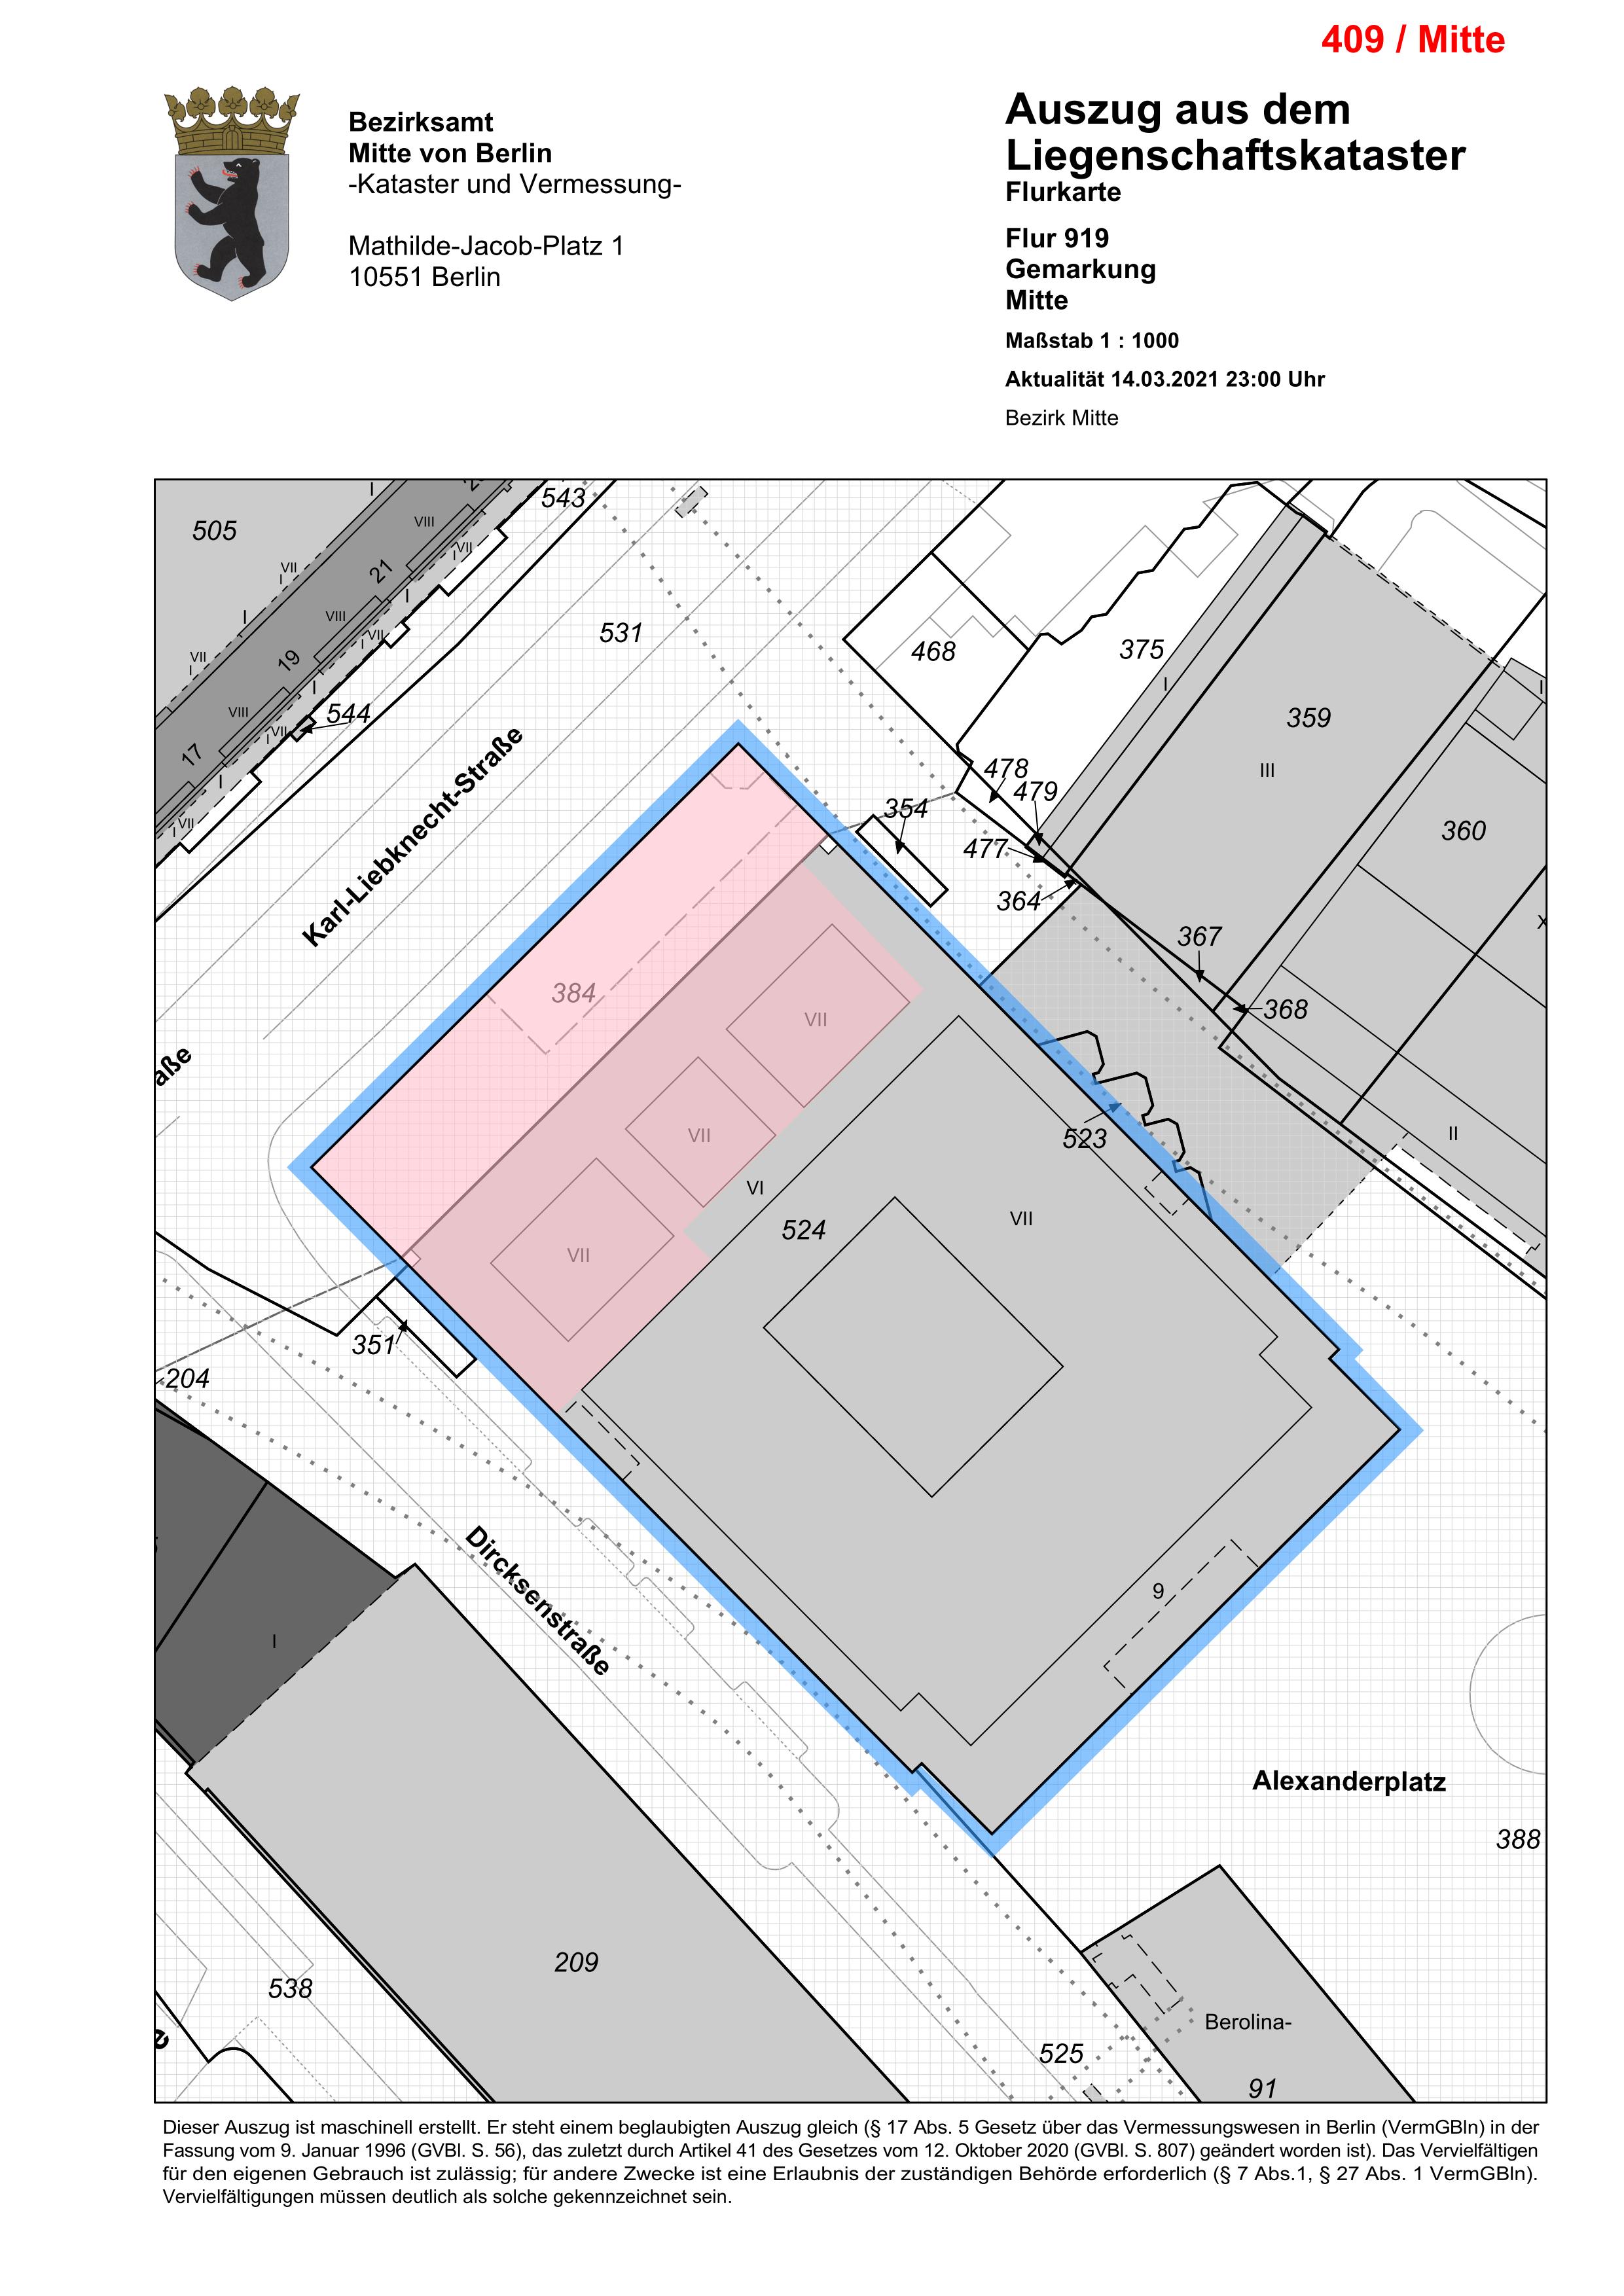 409 / Mitte
Bezirksamt
Mitte von Berlin
-Kataster und Vermessung-
Mathilde-Jacob-Platz 1
10551 Berlin
Auszug aus dem
Liegenschaftskataster
Flurkarte
Flur 919
Gemarkung
Mitte
Maßstab 1 : 1000
Aktualität 14.03.2021 23:00 Uhr
Bezirk Mitte
505
543
I
VIII
VII
21
VII
I
I
I
VIII
VII
19
I
VII
I
I
VIII
VII
17
I
VII
I
544
531
468
375
I
359
III
360
I
II
478
479
354
477
364
367
368
Karl-Liebknecht-Straße
aße
384
VII
VII
VII
VI
524
VII
523
351
204
I
Dircksenstraße
9
Alexanderplatz
388
209
538
525
Berolina-
91
Dieser Auszug ist maschinell erstellt. Er steht einem beglaubigten Auszug gleich (§ 17 Abs. 5 Gesetz über das Vermessungswesen in Berlin (VermGBln) in der
Fassung vom 9. Januar 1996 (GVBl. S. 56), das zuletzt durch Artikel 41 des Gesetzes vom 12. Oktober 2020 (GVBl. S. 807) geändert worden ist). Das Vervielfältigen
für den eigenen Gebrauch ist zulässig; für andere Zwecke ist eine Erlaubnis der zuständigen Behörde erforderlich (§ 7 Abs.1, § 27 Abs. 1 VermGBln).
Vervielfältigungen müssen deutlich als solche gekennzeichnet sein.